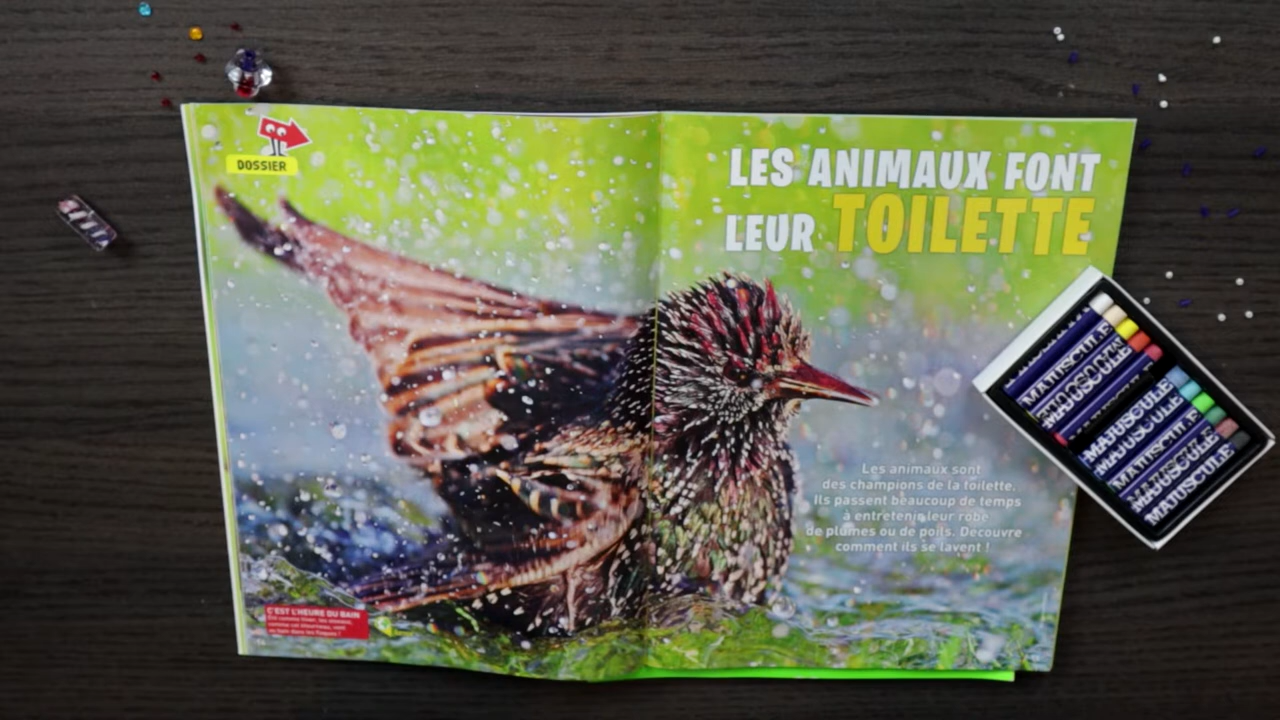 DOSSIER
LES ANIMAUX FONT
LEUR TOILETTE
Les animaux sont
des champions de la toilette.
Ils passent beaucoup de temps
à entretenir leur robe
de plumes ou de poils. Découvre
comment ils se lavent !
C'EST L'HEURE DU BAIN
MAJUSCULE
MAJUSCULE
MAJUSCULE
MAJUSCULE
MAJUSCULE
MAJUSCULE